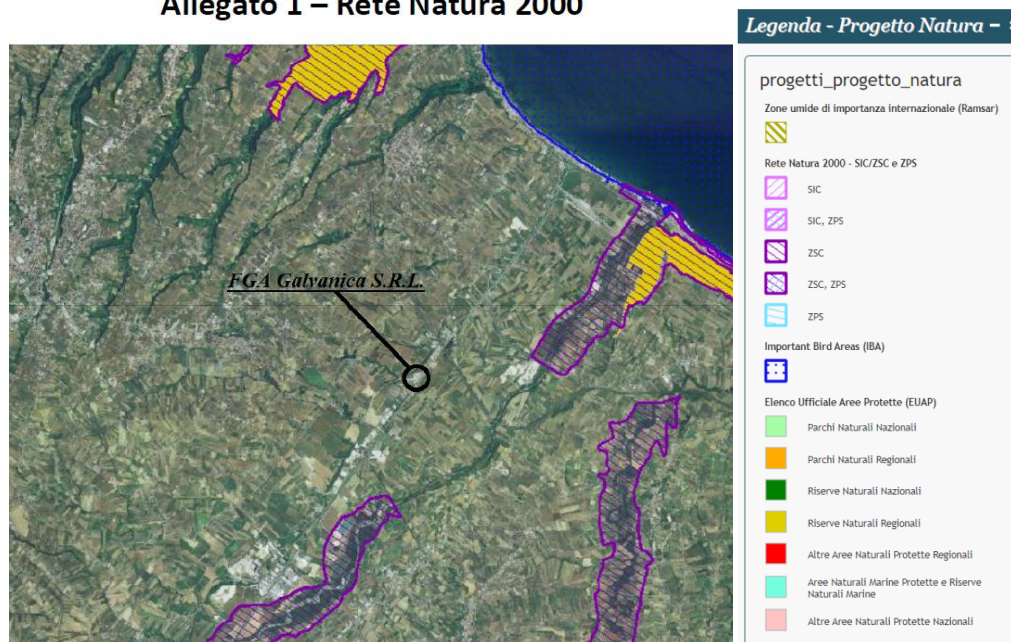 Allegato 1 – Rete Natura 2000
Legenda - Progetto Natura –
progetti_progetto_natura
Zone umide di importanza internazionale (Ramsar)
Rete Natura 2000 - SIC/ZSC e ZPS
SIC
SIC, ZPS
ZSC
ZSC, ZPS
ZPS
Important Bird Areas (IBA)
Elenco Ufficiale Aree Protette (EUAP)
Parchi Naturali Nazionali
Parchi Naturali Regionali
Riserve Naturali Nazionali
Riserve Naturali Regionali
Altre Aree Naturali Protette Regionali
Aree Naturali Marine Protette e Riserve
Naturali Marine
Altre Aree Naturali Protette Nazionali
FGA Galvanica S.R.L.